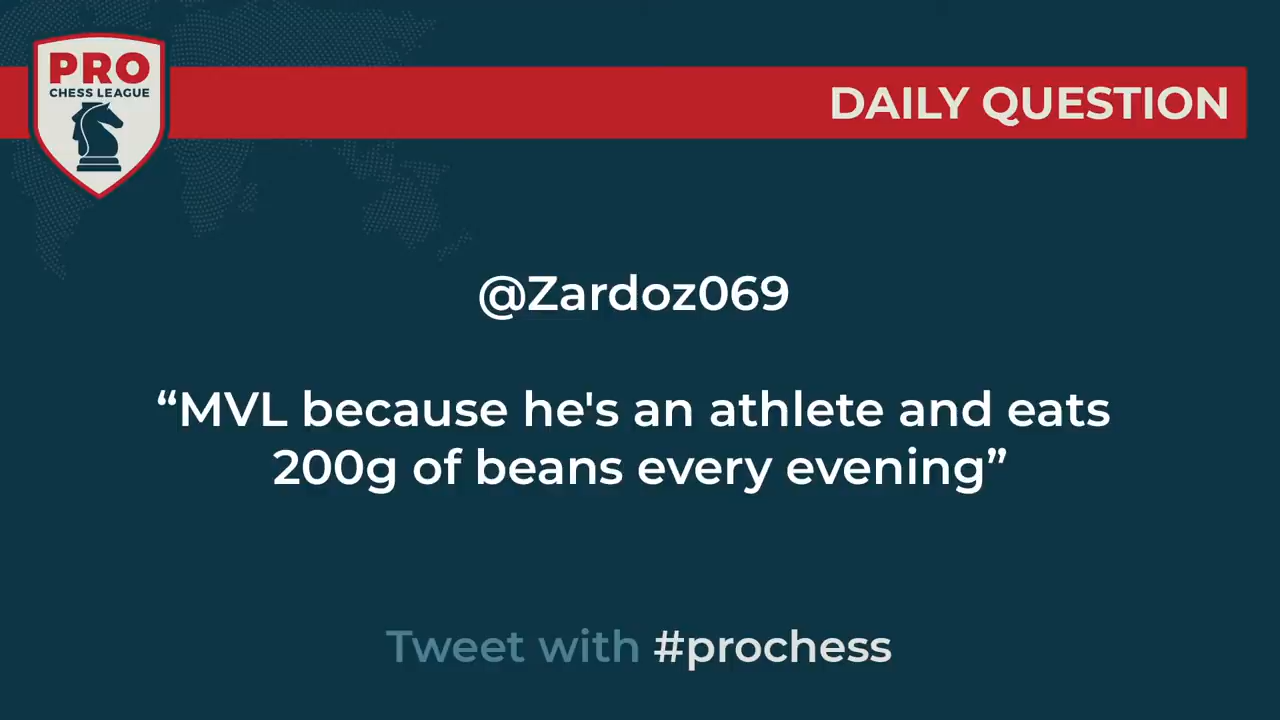 PRO
CHESS LEAGUE
DAILY QUESTION
@Zardoz069
“MVL because he's an athlete and eats
200g of beans every evening”
Tweet with #prochess